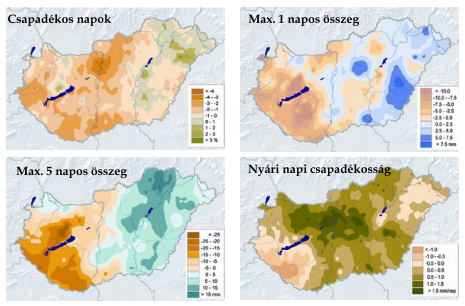 Csapadékos napok
< -4
-4 - -3
-3 - -2
-2 - -1
-1 - 0
0 - 1
1 - 2
2 - 3
> 3 %
Max. 1 napos összeg
< -10.0
-10.0 - -7.5
-7.5 - -5.0
-5.0 - -2.5
-2.5 - 0.0
0.0 - 2.5
2.5 - 5.0
5.0 - 7.5
> 7.5 mm
Max. 5 napos összeg
< -25
-25 - -20
-20 - -15
-15 - -10
-10 - -5
-5 - 0
0 - 5
5 - 10
10 - 15
> 15 mm
Nyári napi csapadékosság
< -1.0
-1.0 - -0.5
-0.5 - 0.0
0.0 - 0.5
0.5 - 1.0
1.0 - 1.5
> 1.5 mm/nap